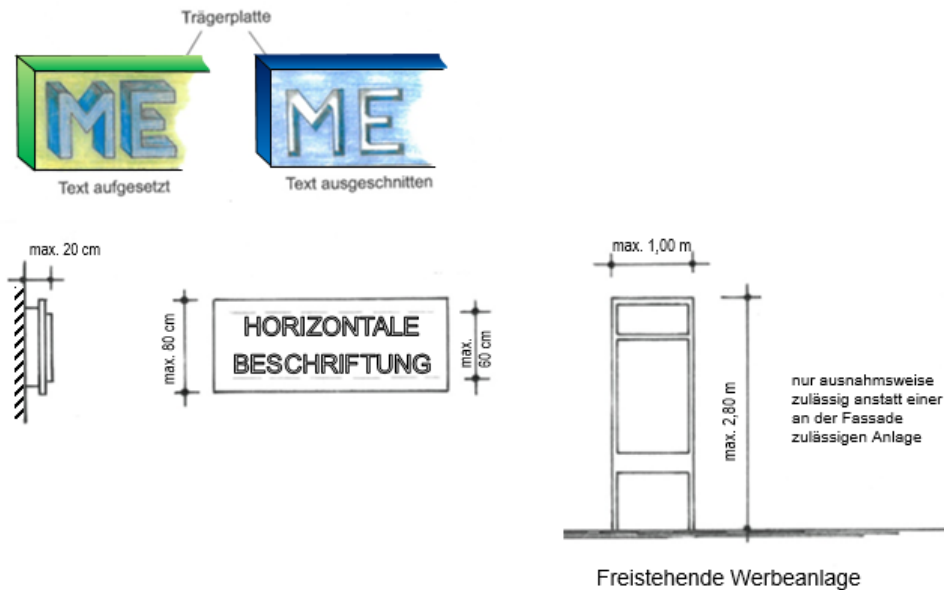 Trägerplatte
ME
ME
Text aufgesetzt
Text ausgeschnitten
max. 20 cm
max. 80 cm
HORIZONTALE
BESCHRIFTUNG
max.
60 cm
max. 1,00 m
max. 2,80 m
nur ausnahmsweise
zulässig anstatt einer
an der Fassade
zulässigen Anlage
Freistehende Werbeanlage